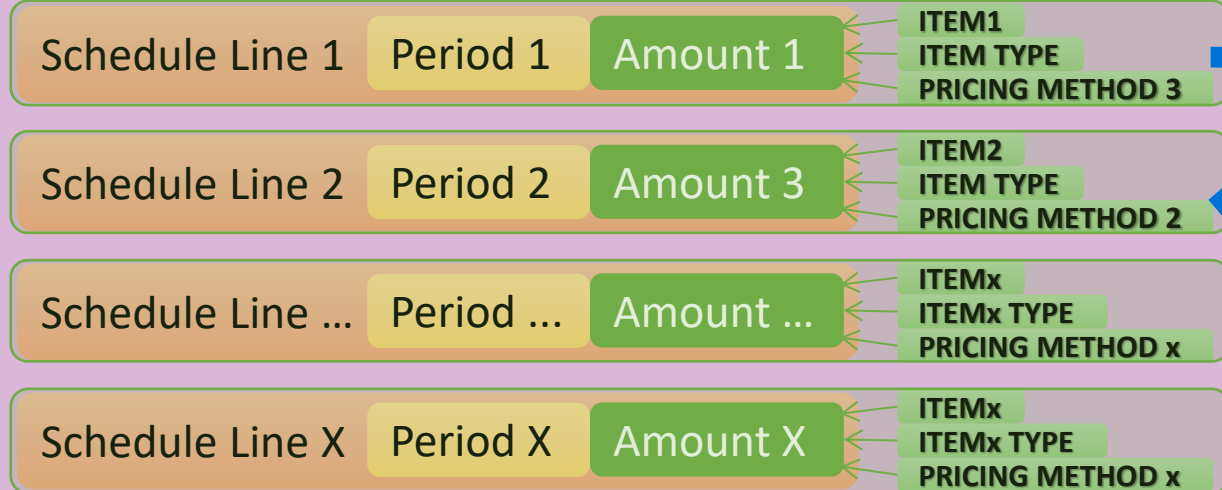 Schedule Line 1 Period 1 Amount 1
ITEM1
ITEM TYPE
PRICING METHOD 3
Schedule Line 2 Period 2 Amount 3
ITEM2
ITEM TYPE
PRICING METHOD 2
Schedule Line ... Period ... Amount ...
ITEMx
ITEMx TYPE
PRICING METHOD x
Schedule Line X Period X Amount X
ITEMx
ITEMx TYPE
PRICING METHOD x